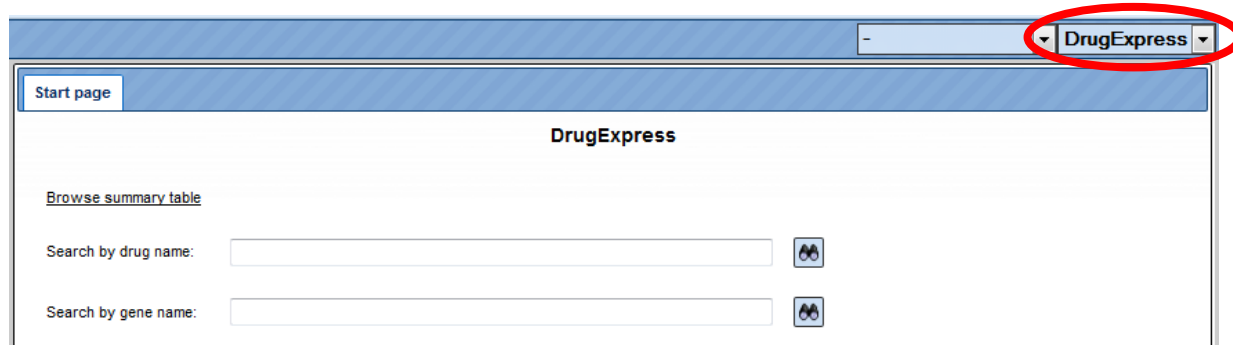 - DrugExpress
Start page
DrugExpress
Browse summary table
Search by drug name:
Search by gene name: